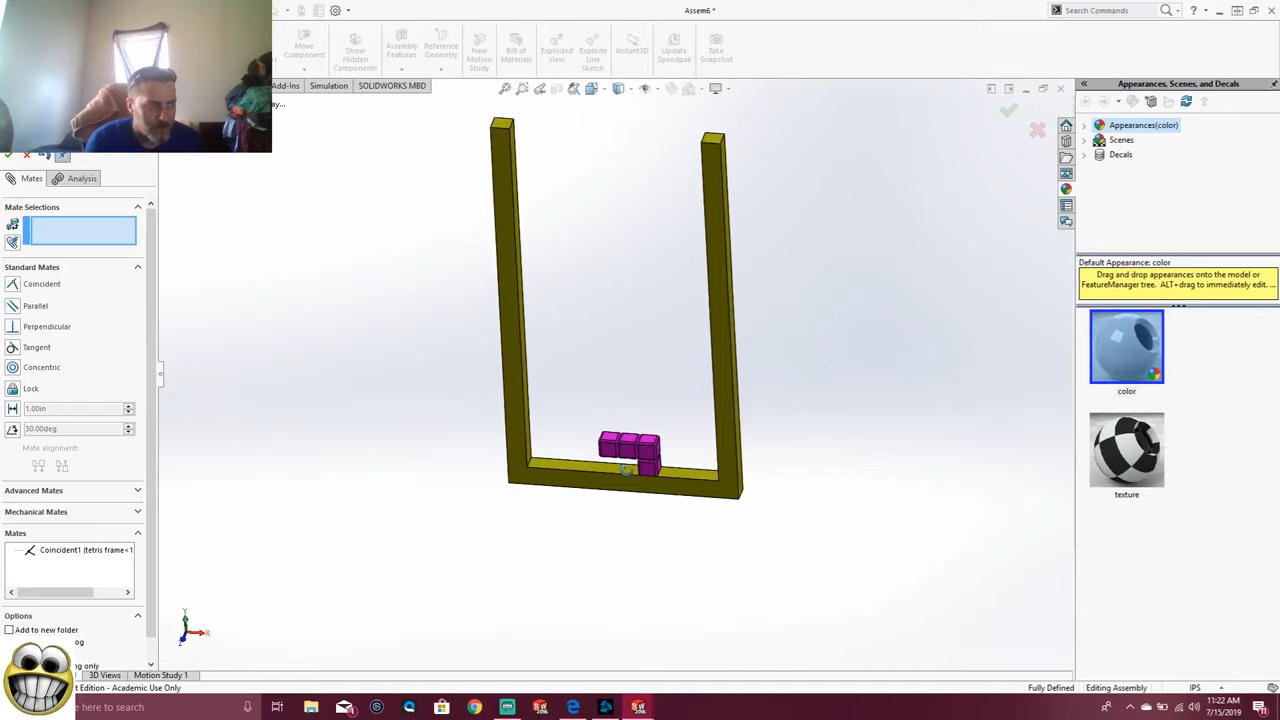 Assem6 *
Search Commands
Move
Component
Show
Hidden
Components
Assembly
Features
Reference
Geometry
New
Motion
Study
Bill of
Materials
Exploded
View
Explode
Line
Sketch
Instant3D
Update
Speedpak
Take
Snapshot
Add-Ins
Simulation
SOLIDWORKS MBD
ay...
Appearances, Scenes, and Decals
Appearances(color)
Scenes
Decals
Mates
Analysis
Mate Selections
Standard Mates
Coincident
Parallel
Perpendicular
Tangent
Concentric
Lock
1.00in
30.00deg
Mate alignment:
Advanced Mates
Mechanical Mates
Mates
Coincident1 (tetris frame<1
Options
Add to new folder
og
ng only
Default Appearance: color
Drag and drop appearances onto the model or
FeatureManager tree. ALT+drag to immediately edit. ...
color
texture
Y
X
Z
3D Views
Motion Study 1
t Edition - Academic Use Only
Fully Defined
Editing Assembly
IPS
here to search
11:22 AM
7/15/2019